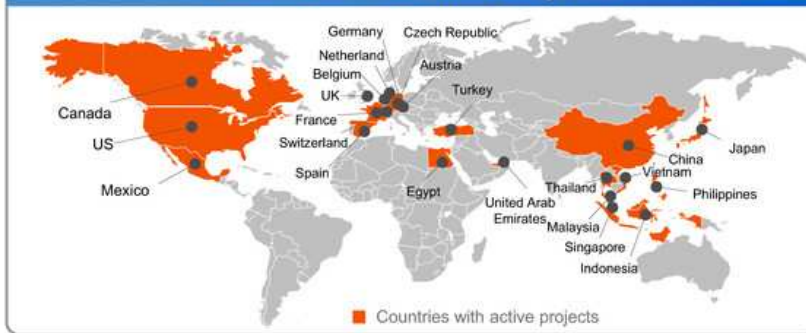 Germany
Czech Republic
Netherland
Belgium
Austria
UK
Turkey
Canada
France
US
Switzerland
Japan
China
Spain
Vietnam
Mexico
Thailand
Egypt
United Arab
Emirates
Philippines
Malaysia
Singapore
Indonesia
Countries with active projects